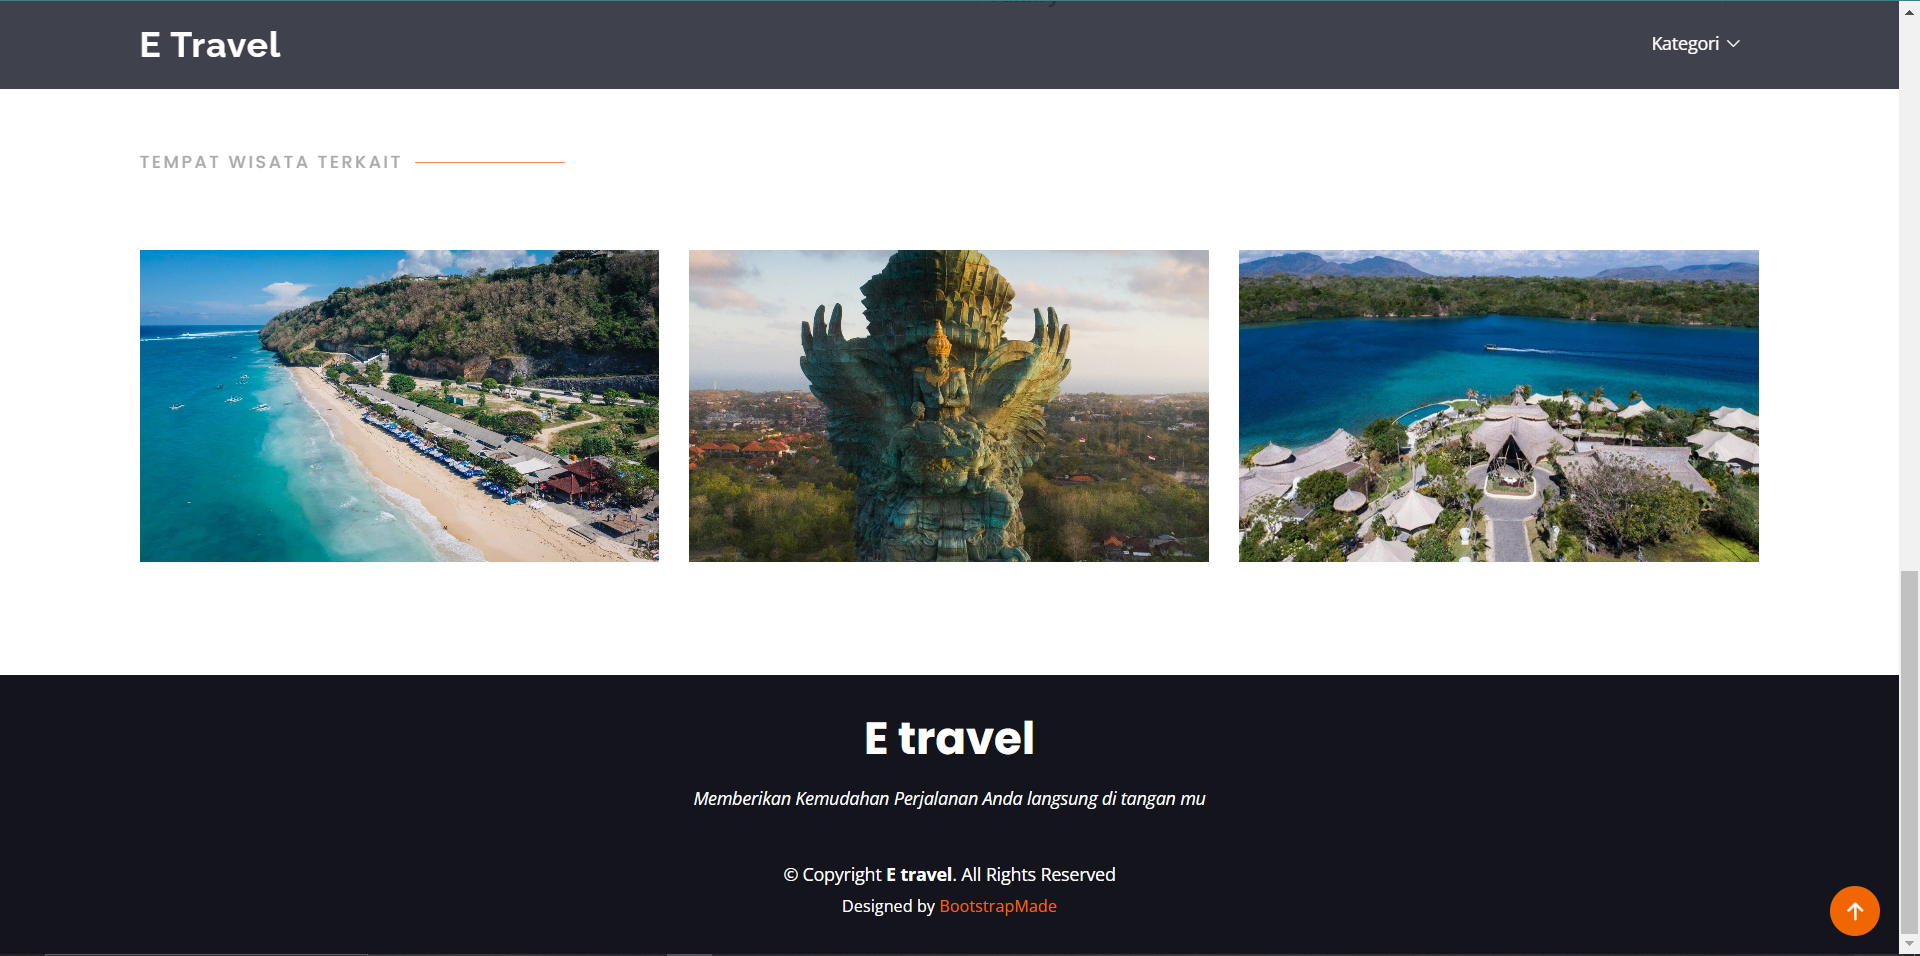 E Travel
Kategori
TEMPAT WISATA TERKAIT
E travel
Memberikan Kemudahan Perjalanan Anda langsung di tangan mu
© Copyright E travel. All Rights Reserved
Designed by BootstrapMade